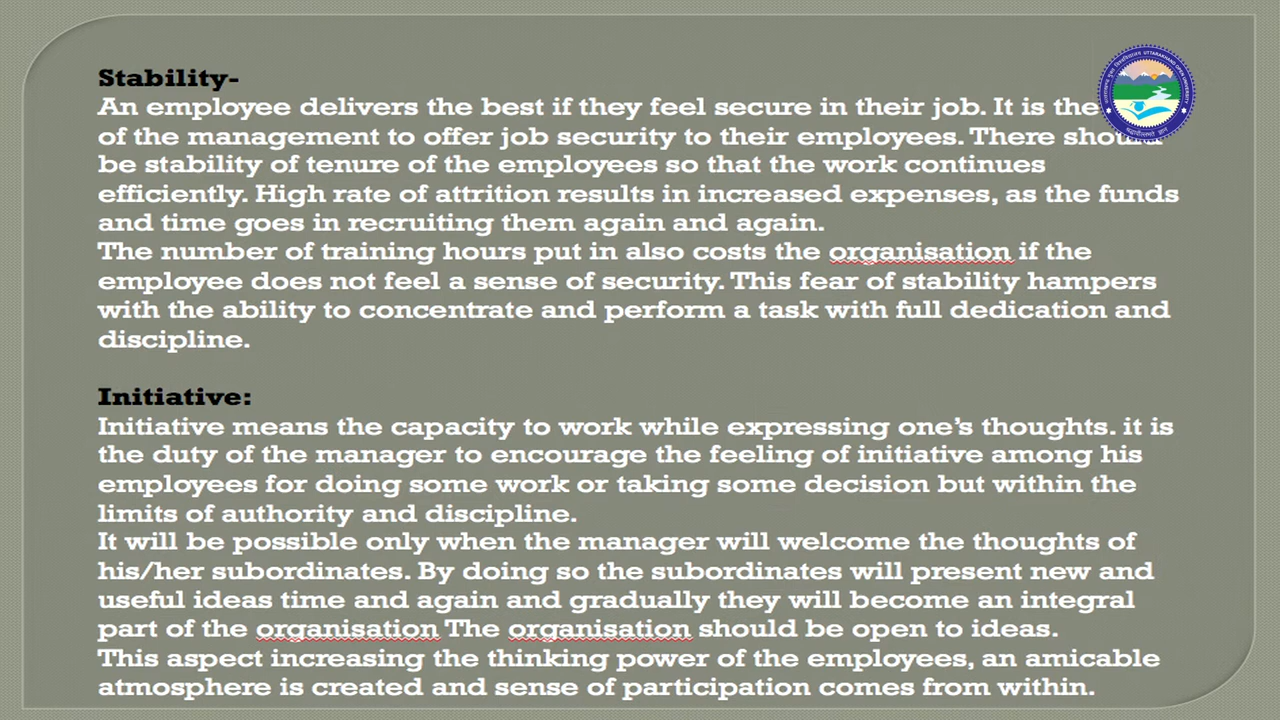 Stability-
An employee delivers the best if they feel secure in their job. It is the
of the management to offer job security to their employees. There should
be stability of tenure of the employees so that the work continues
efficiently. High rate of attrition results in increased expenses, as the funds
and time goes in recruiting them again and again.
The number of training hours put in also costs the organisation if the
employee does not feel a sense of security. This fear of stability hampers
with the ability to concentrate and perform a task with full dedication and
discipline.
Initiative:
Initiative means the capacity to work while expressing one’s thoughts. it is
the duty of the manager to encourage the feeling of initiative among his
employees for doing some work or taking some decision but within the
limits of authority and discipline.
It will be possible only when the manager will welcome the thoughts of
his/her subordinates. By doing so the subordinates will present new and
useful ideas time and again and gradually they will become an integral
part of the organisation The organisation should be open to ideas.
This aspect increasing the thinking power of the employees, an amicable
atmosphere is created and sense of participation comes from within.